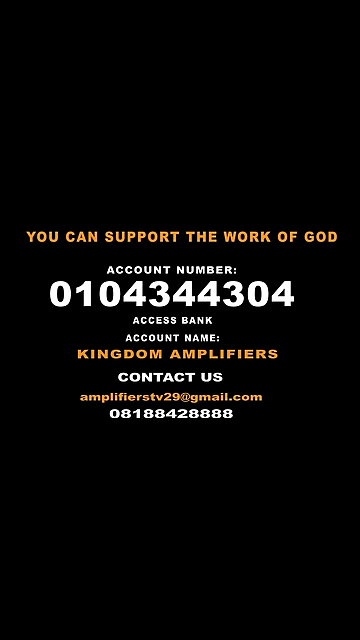 YOU CAN SUPPORT THE WORK OF GOD
ACCOUNT NUMBER:
0104344304
ACCESS BANK
ACCOUNT NAME:
KINGDOM AMPLIFIERS
CONTACT US
amplifierstv29@gmail.com
08188428888